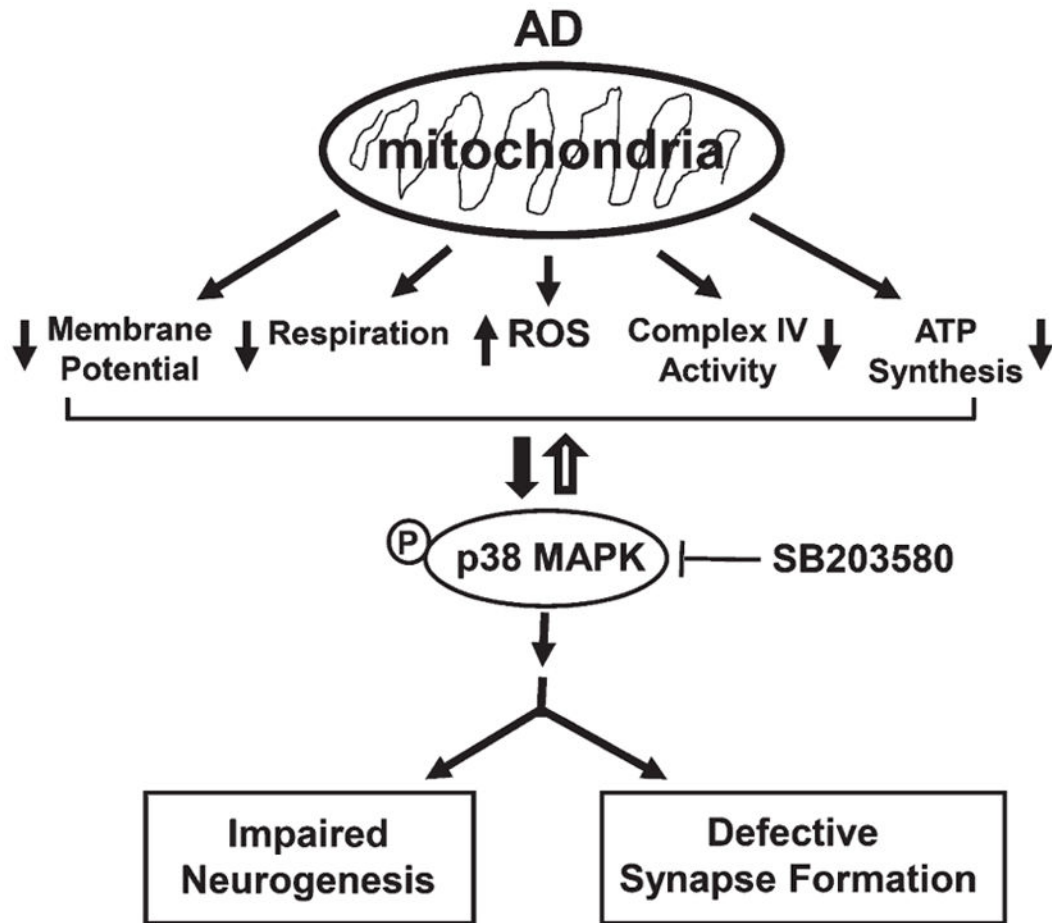 AD
mitochondria
Membrane
Potential
Respiration
ROS
Complex IV
Activity
ATP
Synthesis
P
p38 MAPK
SB203580
Impaired
Neurogenesis
Defective
Synapse Formation